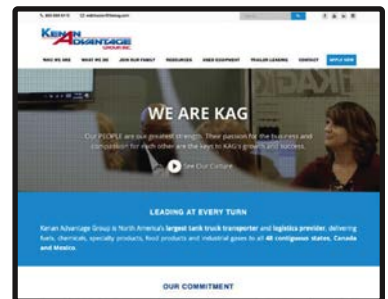 KENAN
ADVANTAGE
GROUP, INC.
WHO WE ARE WHAT WE DO JOIN OUR FAMILY RESOURCES USED EQUIPMENT TRAILER LEASING CONTACT APPLY NOW
WE ARE KAG
Our PEOPLE are our greatest strength. Their passion for the business and
compassion for each other are the keys to KAG's growth and success.
See Our Culture
LEADING AT EVERY TURN
Kenan Advantage Group is North America's largest tank truck transporter and logistics provider, delivering
fuels, chemicals, specialty products, food products and industrial gases to all 48 contiguous states, Canada
and Mexico.
OUR COMMITMENT